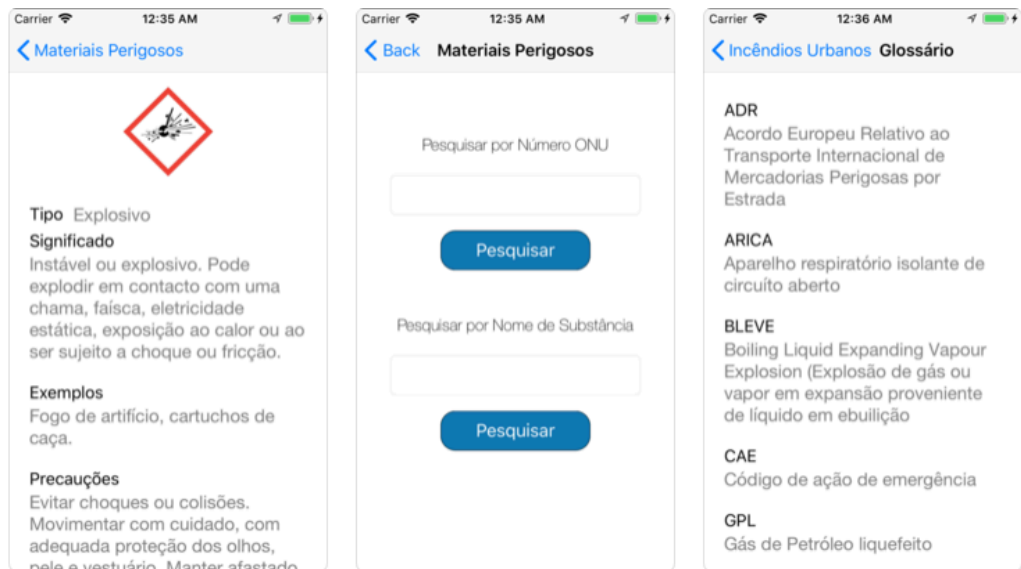 Carrier 12:35 AM
Materiais Perigosos
Tipo Explosivo
Significado
Instável ou explosivo. Pode
explodir em contacto com uma
chama, faísca, eletricidade
estática, exposição ao calor ou ao
ser sujeito a choque ou fricção.
Exemplos
Fogo de artifício, cartuchos de
caça.
Precauções
Evitar choques ou colisões.
Movimentar com cuidado, com
adequada proteção dos olhos,
pele e vestuário. Manter afastado
Carrier 12:35 AM
Back Materiais Perigosos
Pesquisar por Número ONU
Pesquisar
Pesquisar por Nome de Substância
Pesquisar
Carrier 12:36 AM
Incêndios Urbanos Glossário
ADR
Acordo Europeu Relativo ao
Transporte Internacional de
Mercadorias Perigosas por
Estrada
ARICA
Aparelho respiratório isolante de
circuíto aberto
BLEVE
Boiling Liquid Expanding Vapour
Explosion (Explosão de gás ou
vapor em expansão proveniente
de líquido em ebuilição
CAE
Código de ação de emergência
GPL
Gás de Petróleo liquefeito